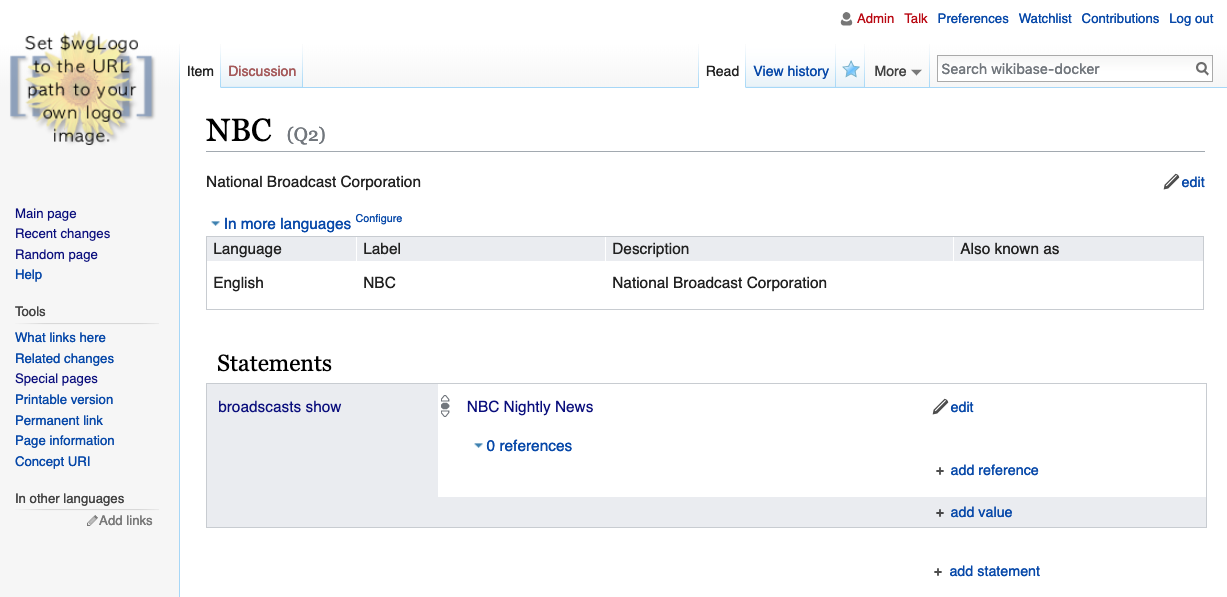 Admin Talk Preferences Watchlist Contributions Log out
Set $wgLogo
to the URL
path to your
own logo
image.
Item Discussion Read View history More Search wikibase-docker
NBC (Q2)
National Broadcast Corporation edit
In more languages Configure
Language Label Description Also known as
English NBC National Broadcast Corporation
Main page
Recent changes
Random page
Help
Tools
What links here
Related changes
Special pages
Printable version
Permanent link
Page information
Concept URI
In other languages
Add links
Statements
broadscasts show NBC Nightly News edit
0 references
+ add reference
+ add value
+ add statement